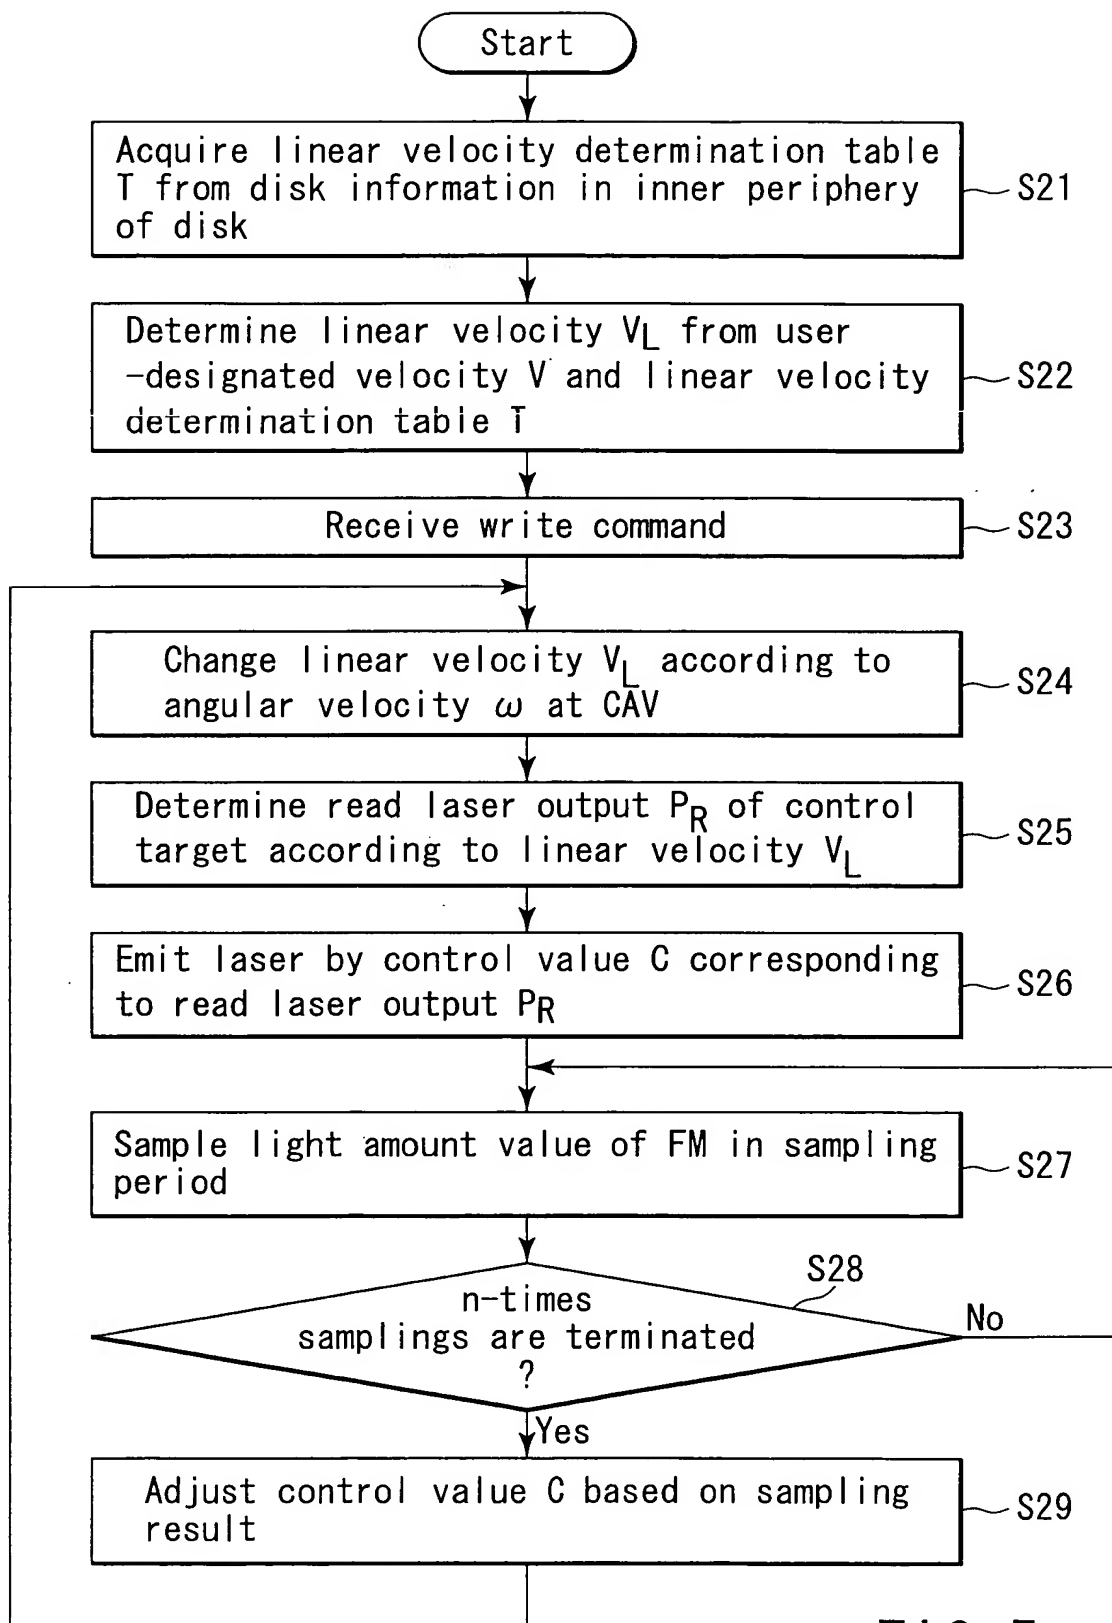 Start
Acquire linear velocity determination table
T from disk information in inner periphery
of disk
S21
Determine linear velocity VL from user
-designated velocity V and linear velocity
determination table T
S22
Receive write command
S23
Change linear velocity VL according to
angular velocity ω at CAV
S24
Determine read laser output PR of control
target according to linear velocity VL
S25
Emit laser by control value C corresponding
to read laser output PR
S26
Sample light amount value of FM in sampling
period
S27
S28
n-times
samplings are terminated
?
No
Yes
Adjust control value C based on sampling
result
S29